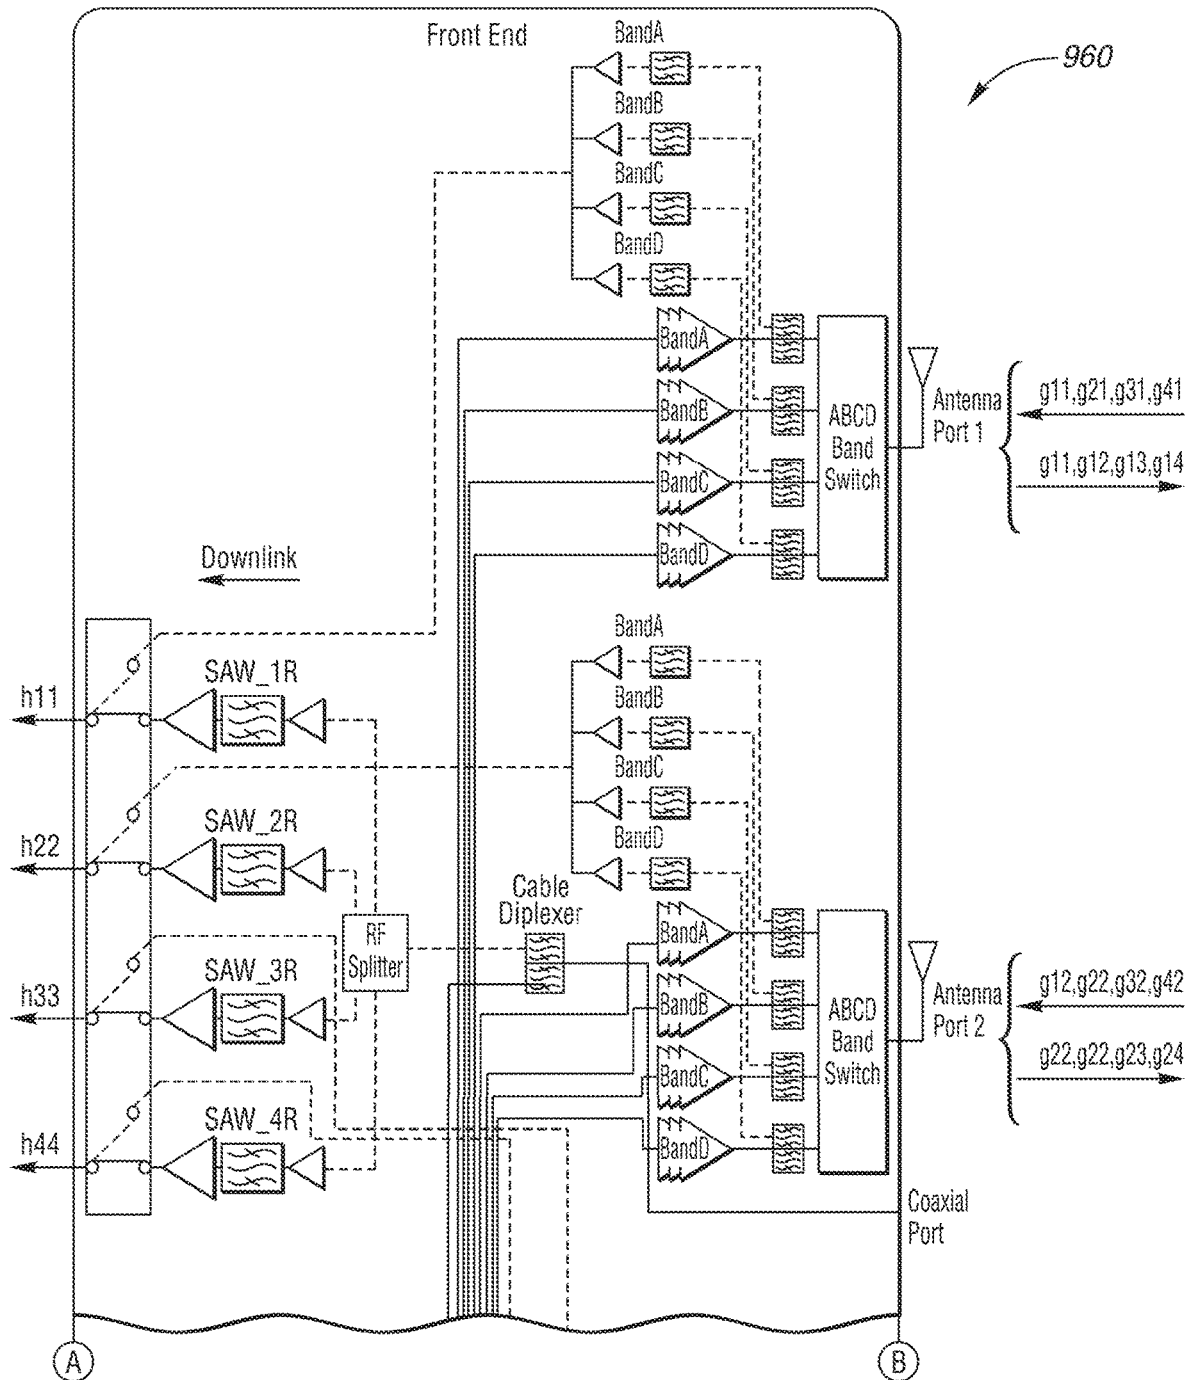 Front End
960
BandA
BandB
BandC
BandD
BandA
BandB
BandC
BandD
ABCD
Band
Switch
Antenna
Port 1
g11,g21,g31,g41
g11,g12,g13,g14
Downlink
SAW_1R
h11
SAW_2R
h22
SAW_3R
h33
SAW_4R
h44
RF
Splitter
Cable
Diplexer
BandA
BandB
BandC
BandD
BandA
BandB
BandC
BandD
ABCD
Band
Switch
Antenna
Port 2
g12,g22,g32,g42
g22,g22,g23,g24
Coaxial
Port
A
B